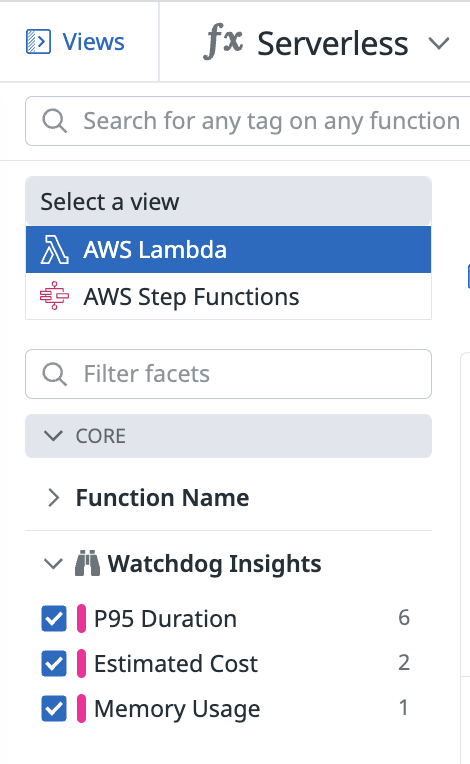 Views
fx Serverless
Search for any tag on any function
Select a view
AWS Lambda
AWS Step Functions
Filter facets
CORE
Function Name
Watchdog Insights
P95 Duration 6
Estimated Cost 2
Memory Usage 1